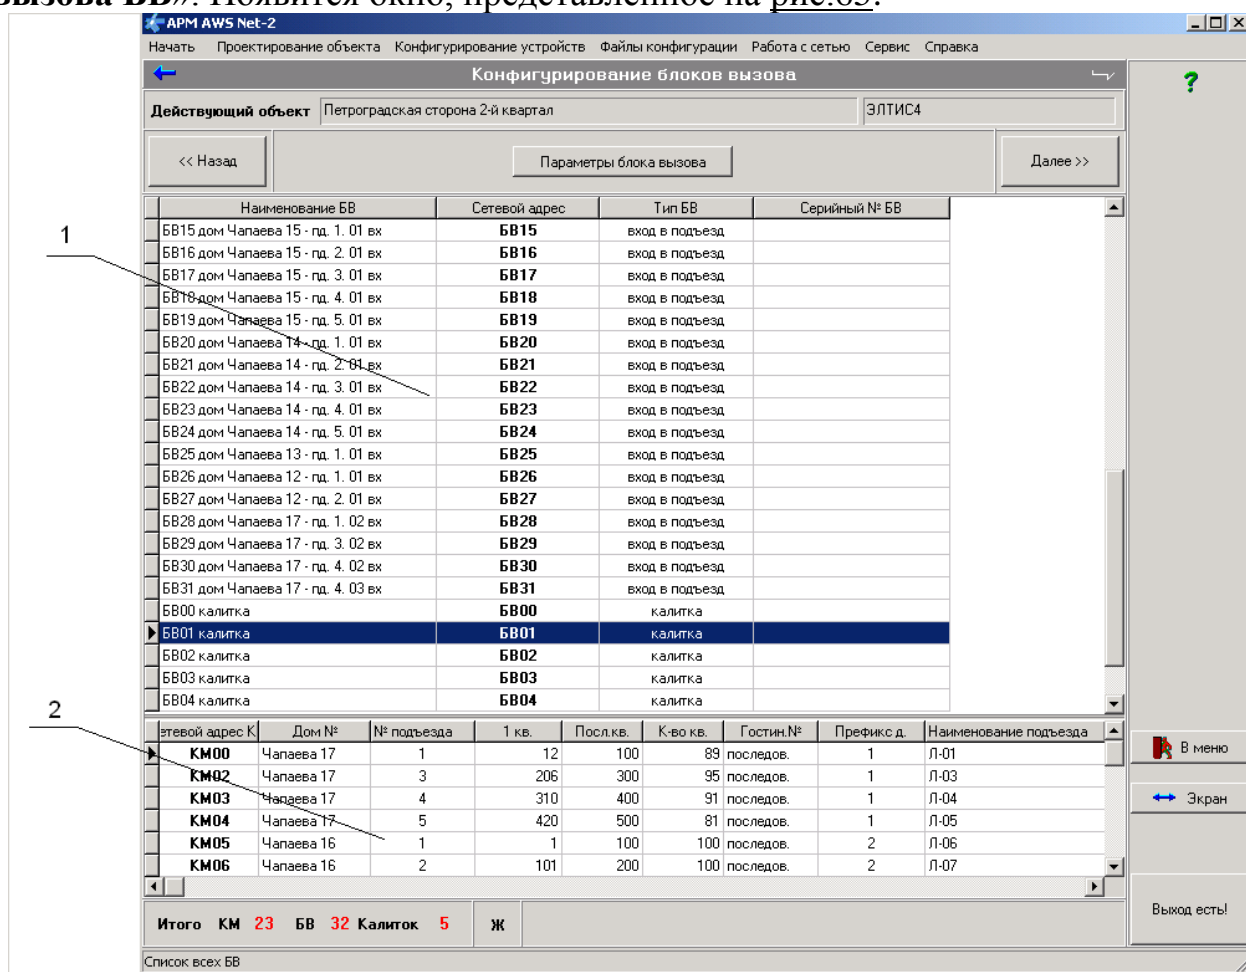 вызова БВ». Появится окно, представленное на рис.63.
АРМ AWS Net-2
Начать Проектирование объекта Конфигурирование устройств Файлы конфигурации Работа с сетью Сервис Справка
Конфигурирование блоков вызова
?
Действующий объект Петроградская сторона 2-й квартал ЭЛТИС4
<< Назад Параметры блока вызова Далее >>
Наименование БВ Сетевой адрес Тип БВ Серийный № БВ
1
БВ15 дом Чапаева 15 - пд. 1. 01 вх БВ15 вход в подъезд
БВ16 дом Чапаева 15 - пд. 2. 01 вх БВ16 вход в подъезд
БВ17 дом Чапаева 15 - пд. 3. 01 вх БВ17 вход в подъезд
БВ18 дом Чапаева 15 - пд. 4. 01 вх БВ18 вход в подъезд
БВ19 дом Чапаева 15 - пд. 5. 01 вх БВ19 вход в подъезд
БВ20 дом Чапаева 14 - пд. 1. 01 вх БВ20 вход в подъезд
БВ21 дом Чапаева 14 - пд. 2. 01 вх БВ21 вход в подъезд
БВ22 дом Чапаева 14 - пд. 3. 01 вх БВ22 вход в подъезд
БВ23 дом Чапаева 14 - пд. 4. 01 вх БВ23 вход в подъезд
БВ24 дом Чапаева 14 - пд. 5. 01 вх БВ24 вход в подъезд
БВ25 дом Чапаева 13 - пд. 1. 01 вх БВ25 вход в подъезд
БВ26 дом Чапаева 12 - пд. 1. 01 вх БВ26 вход в подъезд
БВ27 дом Чапаева 12 - пд. 2. 01 вх БВ27 вход в подъезд
БВ28 дом Чапаева 17 - пд. 1. 02 вх БВ28 вход в подъезд
БВ29 дом Чапаева 17 - пд. 3. 02 вх БВ29 вход в подъезд
БВ30 дом Чапаева 17 - пд. 4. 02 вх БВ30 вход в подъезд
БВ31 дом Чапаева 17 - пд. 4. 03 вх БВ31 вход в подъезд
БВ00 калитка БВ00 калитка
БВ01 калитка БВ01 калитка
БВ02 калитка БВ02 калитка
БВ03 калитка БВ03 калитка
БВ04 калитка БВ04 калитка
2
этевой адрес К Дом № № подъезда 1 кв. Посл.кв. К-во кв. Гостин.№ Префикс д. Наименование подъезда
КМ00 Чапаева 17 1 12 100 89 последов. 1 Л-01
КМ02 Чапаева 17 3 206 300 95 последов. 1 Л-03
КМ03 Чапаева 17 4 310 400 91 последов. 1 Л-04
КМ04 Чапаева 17 5 420 500 81 последов. 1 Л-05
КМ05 Чапаева 16 1 1 100 100 последов. 2 Л-06
КМ06 Чапаева 16 2 101 200 100 последов. 2 Л-07
В меню
Экран
Выход есть!
Итого КМ 23 БВ 32 Калиток 5 Ж
Список всех БВ